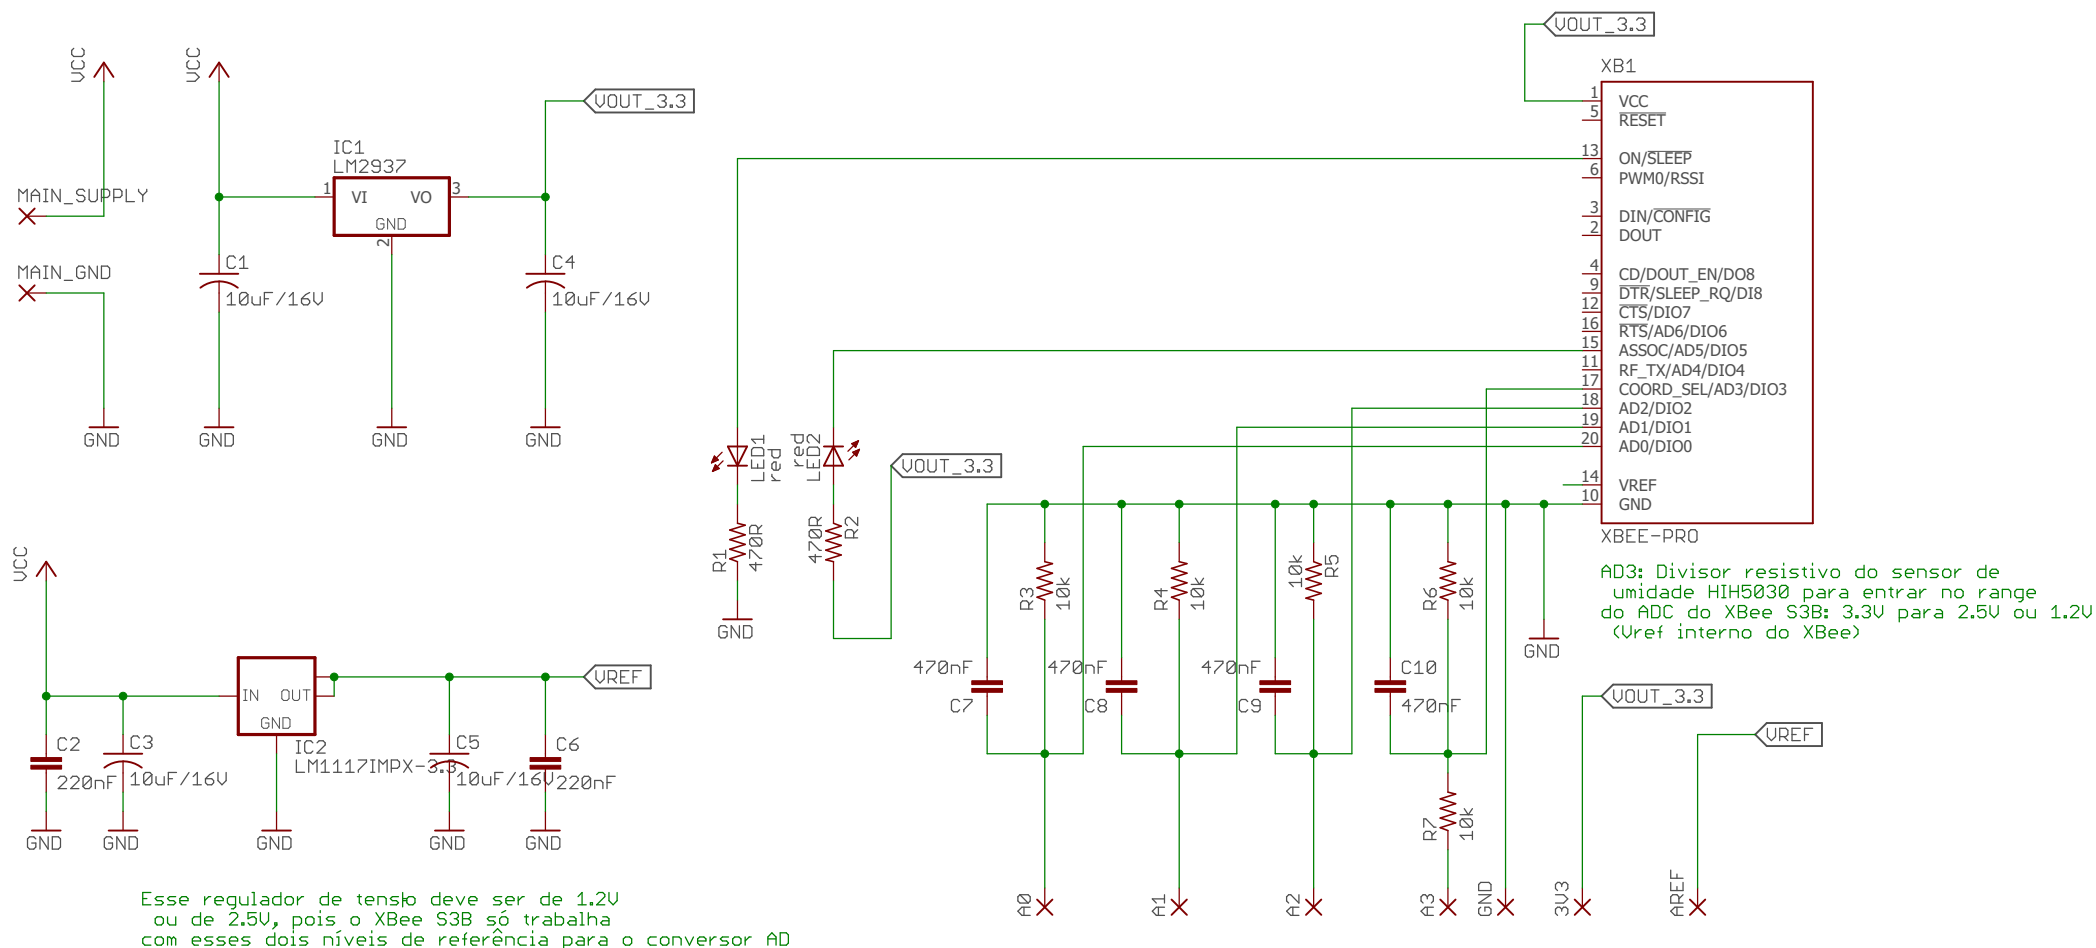 VCC
VCC
MAIN_SUPPLY
MAIN_GND
GND
IC1
LM2937
1
VI
VO
3
GND
2
VOUT_3.3
C1
10uF/16V
C4
10uF/16V
GND
GND
GND
VCC
IN
OUT
GND
IC2
LM1117IMPX-3.3
VREF
C2
220nF
C3
10uF/16V
C5
10uF/16V
C6
220nF
GND
GND
GND
GND
GND
Esse regulador de tensão deve ser de 1.2V
ou de 2.5V, pois o XBee S3B só trabalha
com esses dois níveis de referência para o conversor AD
LED1
red
red
LED2
VOUT_3.3
R1
470R
470R
R2
GND
VOUT_3.3
XB1
1 VCC
5 RESET
13 ON/SLEEP
6 PWM0/RSSI
3 DIN/CONFIG
2 DOUT
4 CD/DOUT_EN/DO8
9 DTR/SLEEP_RQ/DI8
12 CTS/DIO7
16 RTS/AD6/DIO6
15 ASSOC/AD5/DIO5
11 RF_TX/AD4/DIO4
17 COORD_SEL/AD3/DIO3
18 AD2/DIO2
19 AD1/DIO1
20 AD0/DIO0
14 VREF
10 GND
XBEE-PRO
AD3: Divisor resistivo do sensor de
umidade HIH5030 para entrar no range
do ADC do XBee S3B: 3.3V para 2.5V ou 1.2V
(Vref interno do XBee)
R3
10k
R4
10k
10k
R5
R6
10k
470nF
C7
470nF
C8
470nF
C9
C10
470nF
R7
10k
GND
VOUT_3.3
VREF
A0
A1
A2
A3
GND
3V3
AREF